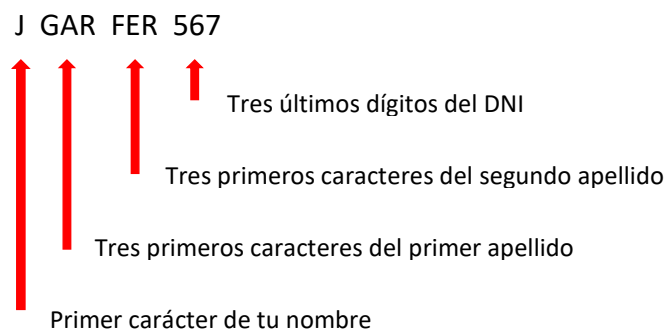 J GAR FER 567
Tres últimos dígitos del DNI
Tres primeros caracteres del segundo apellido
Tres primeros caracteres del primer apellido
Primer carácter de tu nombre